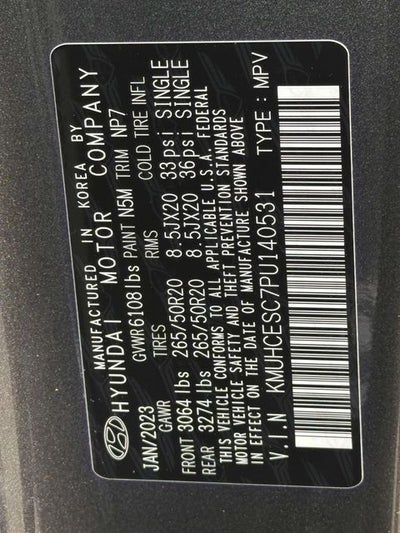 MANUFACTURED IN KOREA BY
HYUNDAI MOTOR COMPANY
JAN/2023 GVWR 6108lbs PAINT N5M TRIM NP7
GAWR TIRES RIMS COLD TIRE INFL
FRONT 3064 lbs 265/50R20 8.5JX20 33psi SINGLE
REAR 3274 lbs 265/50R20 8.5JX20 36psi SINGLE
THIS VEHICLE CONFORMS TO ALL APPLICABLE U.S.A. FEDERAL
MOTOR VEHICLE SAFETY AND THEFT PREVENTION STANDARDS
IN EFFECT ON THE DATE OF MANUFACTURE SHOWN ABOVE
V.I.N KMUHCESC7PU140531 TYPE : MPV